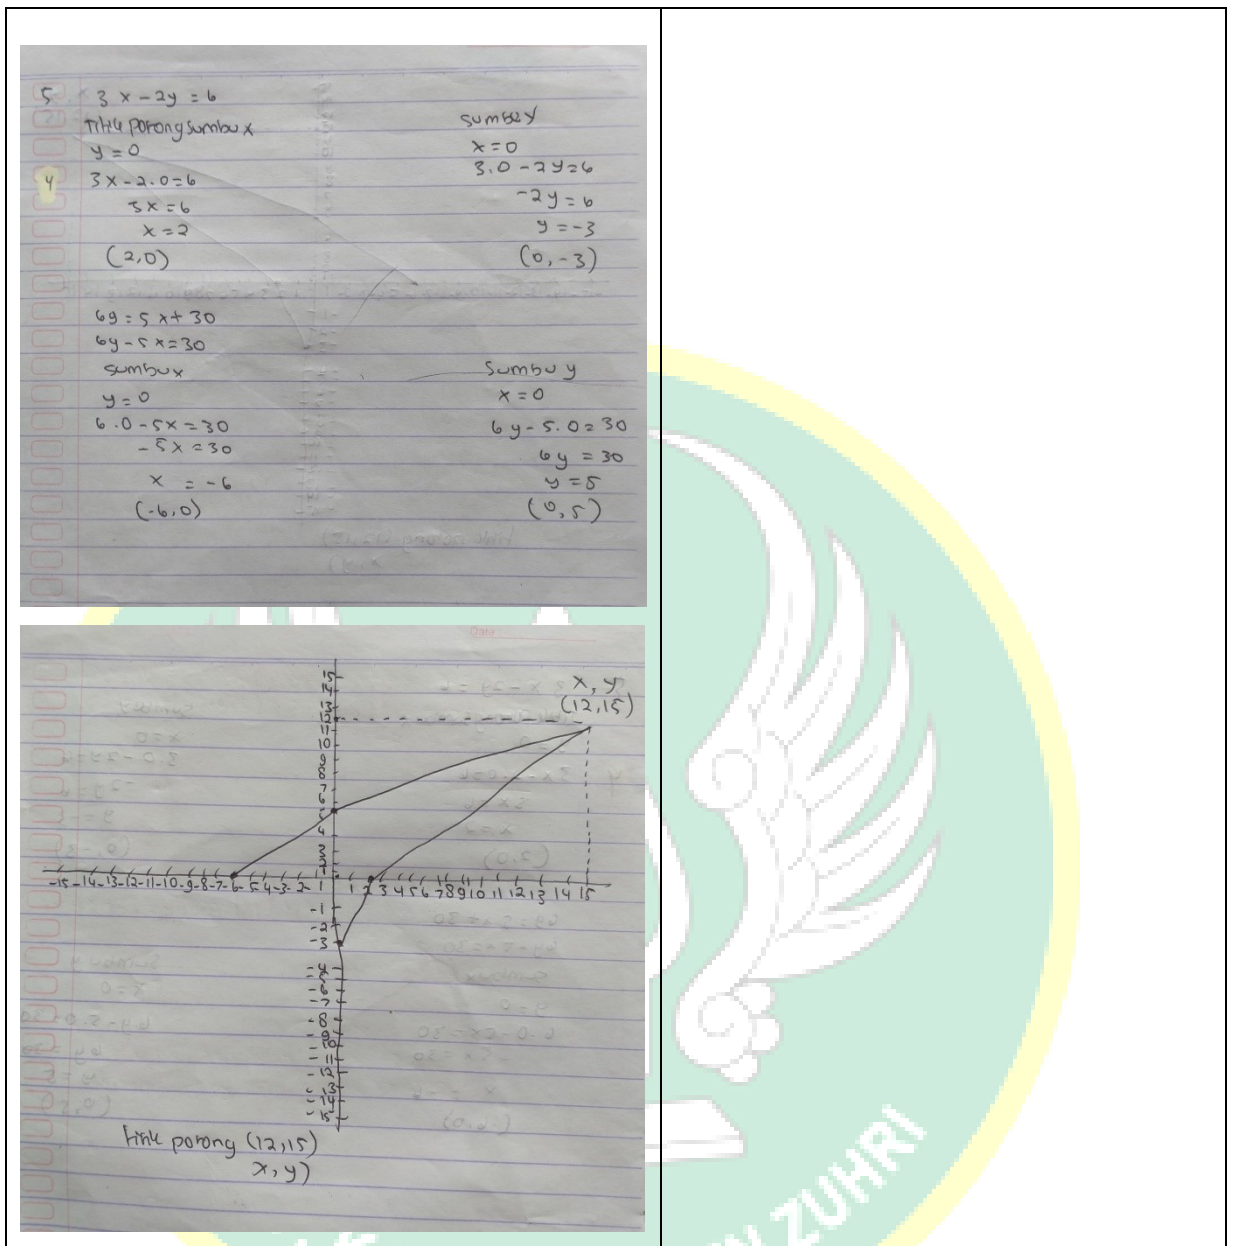 5 3x - 2y = 6
titik potong sumbu x
y = 0
4 3x - 2.0 = 6
3x = 6
x = 2
(2,0)
sumbu y
x = 0
3.0 - 2y = 6
-2y = 6
y = -3
(0,-3)
6y = 5x + 30
6y - 5x = 30
sumbu x
y = 0
6.0 - 5x = 30
-5x = 30
x = -6
(-6,0)
sumbu y
x = 0
6y - 5.0 = 30
6y = 30
y = 5
(0,5)
x, y
(12,15)
15
14
13
12
11
10
9
8
7
6
5
4
3
2
1
-15 -14 -13 -12 -11 -10 -9 -8 -7 -6 -5 -4 -3 -2 1 1 2 3 4 5 6 7 8 9 10 11 12 13 14 15
-1
-2
-3
-4
-5
-6
-7
-8
-9
-10
-11
-12
-13
-14
-15
titik potong (12,15)
x, y)
ZUHRI